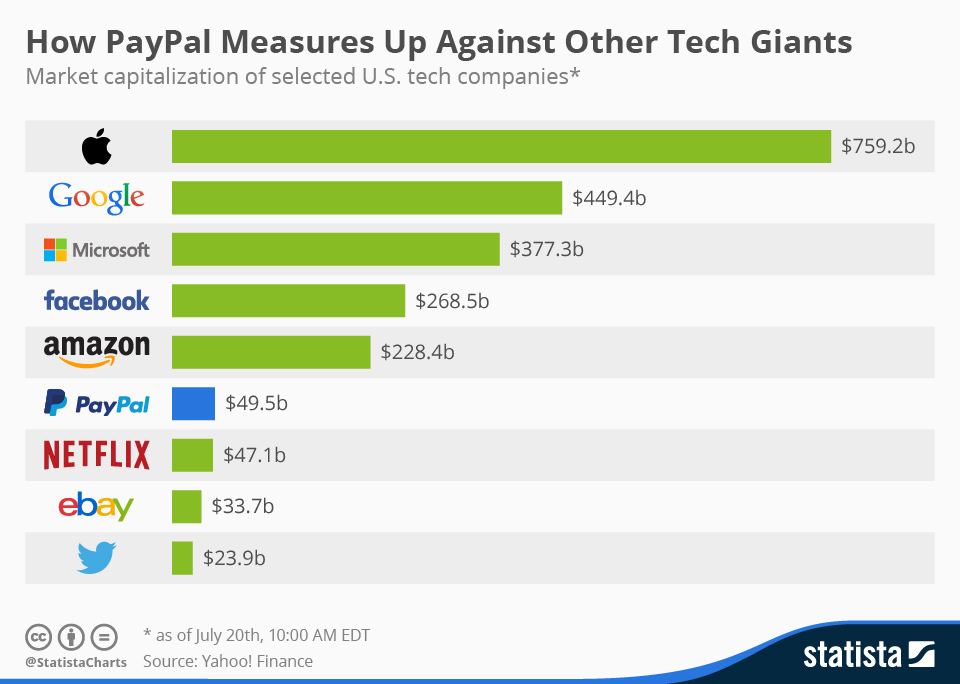 How PayPal Measures Up Against Other Tech Giants
Market capitalization of selected U.S. tech companies*
$759.2b
Google $449.4b
Microsoft $377.3b
facebook $268.5b
amazon $228.4b
PayPal $49.5b
NETFLIX $47.1b
ebay $33.7b
$23.9b
cc
@StatistaCharts
* as of July 20th, 10:00 AM EDT
Source: Yahoo! Finance
statista